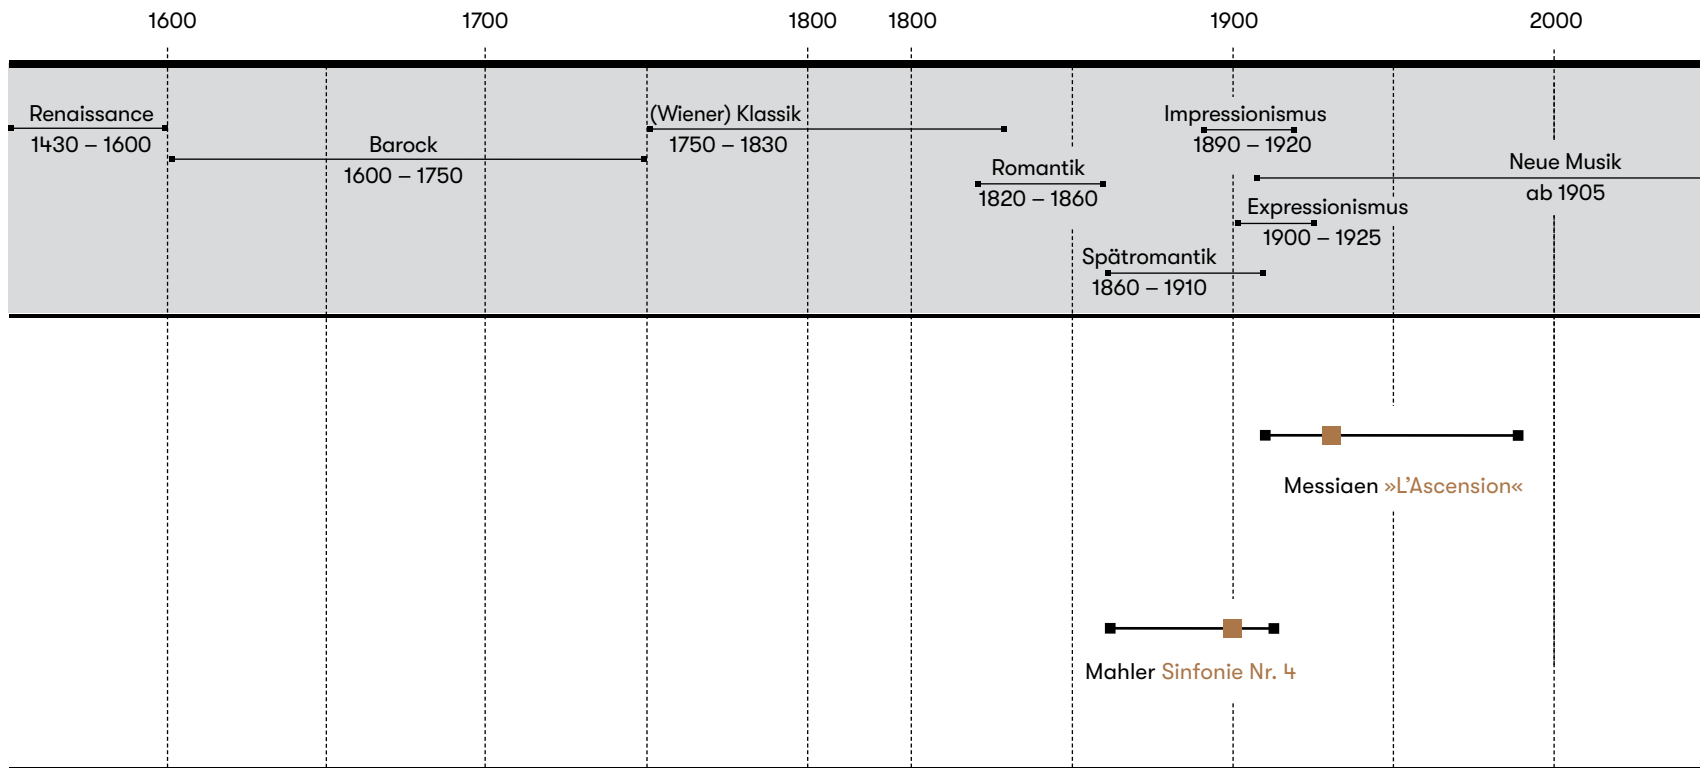 1600 1700 1800 1800 1900 2000
Renaissance
1430 – 1600
Barock
1600 – 1750
(Wiener) Klassik
1750 – 1830
Romantik
1820 – 1860
Spätromantik
1860 – 1910
Impressionismus
1890 – 1920
Expressionismus
1900 – 1925
Neue Musik
ab 1905
Messiaen »L’Ascension«
Mahler Sinfonie Nr. 4